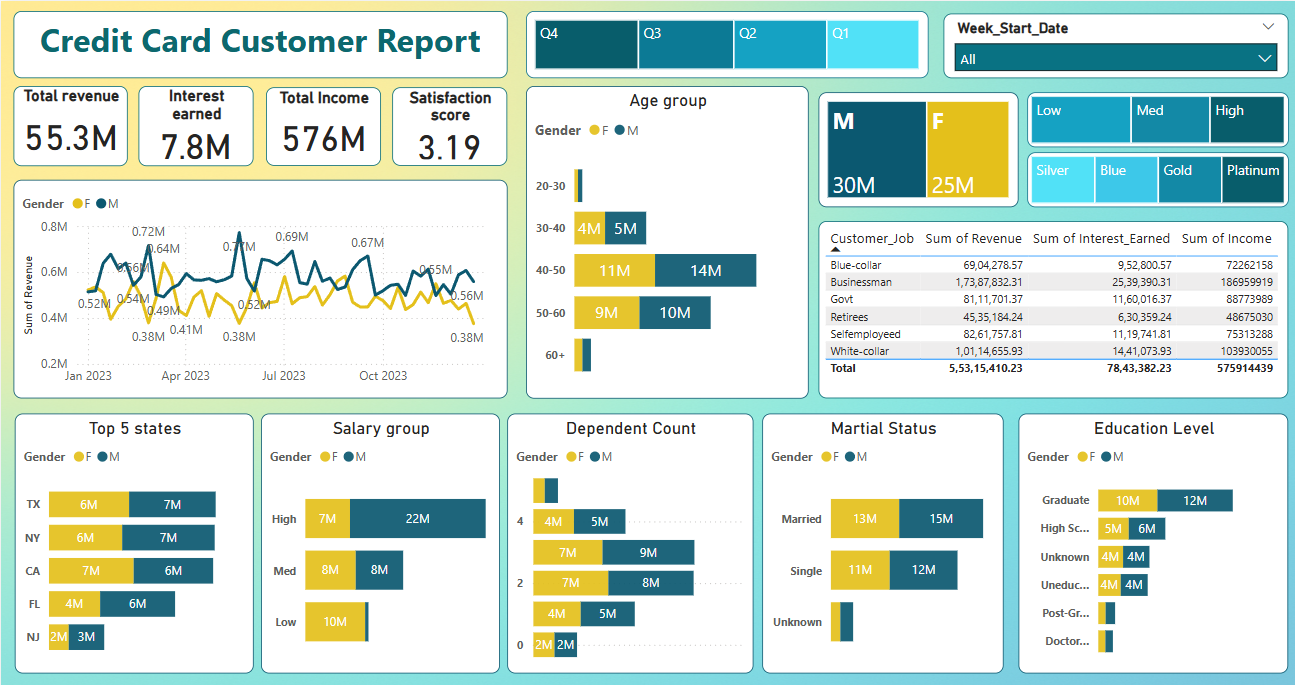 Credit Card Customer Report
Q4 Q3 Q2 Q1
Week_Start_Date
All
Total revenue
55.3M
Interest
earned
7.8M
Total Income
576M
Satisfaction
score
3.19
Gender F M
0.8M
0.6M
0.4M
0.2M
Sum of Revenue
0.72M
0.64M
0.56M
0.54M
0.52M
0.49M
0.38M
0.41M
0.77M
0.38M
0.52M
0.69M
0.67M
0.55M
0.56M
0.38M
Jan 2023 Apr 2023 Jul 2023 Oct 2023
Age group
Gender F M
20-30
30-40 4M 5M
40-50 11M 14M
50-60 9M 10M
60+
M F
30M 25M
Low Med High
Silver Blue Gold Platinum
Customer_Job Sum of Revenue Sum of Interest_Earned Sum of Income
Blue-collar 69,04,278.57 9,52,800.57 72262158
Businessman 1,73,87,832.31 25,39,390.31 186959919
Govt 81,11,701.37 11,60,016.37 88773989
Retirees 45,35,184.24 6,30,359.24 48675030
Selfemployeed 82,61,757.81 11,19,741.81 75313288
White-collar 1,01,14,655.93 14,41,073.93 103930055
Total 5,53,15,410.23 78,43,382.23 575914439
Top 5 states
Gender F M
TX 6M 7M
NY 6M 7M
CA 7M 6M
FL 4M 6M
NJ 2M 3M
Salary group
Gender F M
High 7M 22M
Med 8M 8M
Low 10M
Dependent Count
Gender F M
4 4M 5M
7M 9M
2 7M 8M
4M 5M
0 2M 2M
Martial Status
Gender F M
Married 13M 15M
Single 11M 12M
Unknown
Education Level
Gender F M
Graduate 10M 12M
High Sc... 5M 6M
Unknown 4M 4M
Uneduc... 4M 4M
Post-Gr...
Doctor...